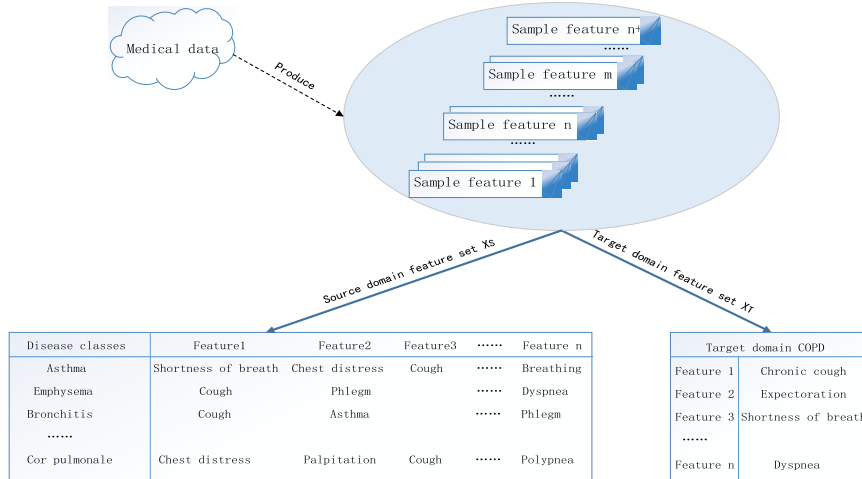 Medical data
Produce
Sample feature n+
……
Sample feature m
……
Sample feature n
……
Sample feature 1
Source domain feature set XS
Target domain feature set XT
Disease classes Feature1 Feature2 Feature3 …… Feature n
Asthma Shortness of breath Chest distress Cough …… Breathing
Emphysema Cough Phlegm …… Dyspnea
Bronchitis Cough Asthma …… Phlegm
……
Cor pulmonale Chest distress Palpitation Cough …… Polypnea
Target domain COPD
Feature 1 Chronic cough
Feature 2 Expectoration
Feature 3 Shortness of breath
……
Feature n Dyspnea